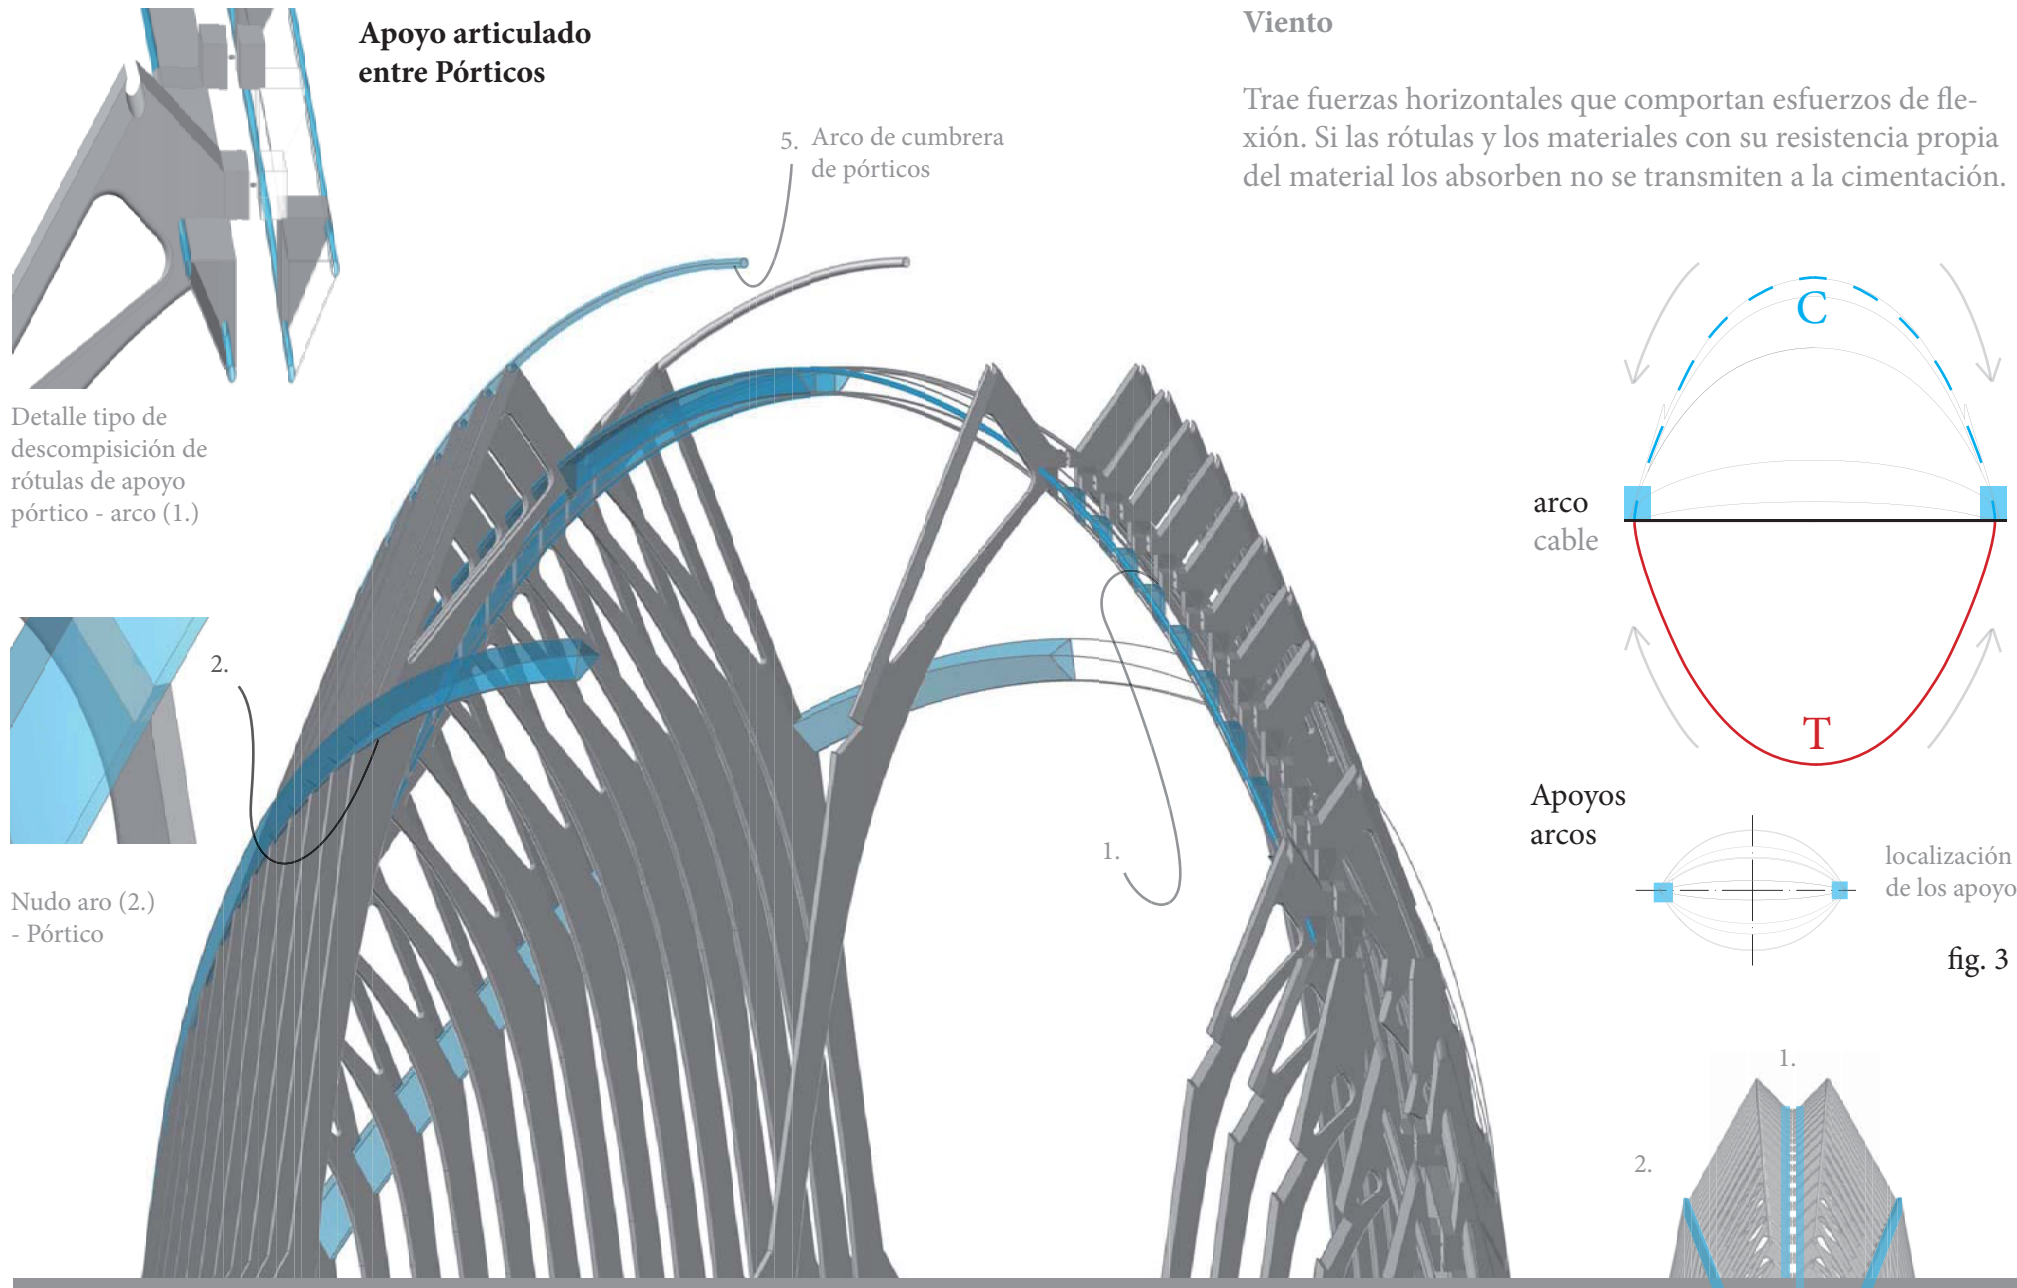 Apoyo articulado
entre Pórticos
Viento
Trae fuerzas horizontales que comportan esfuerzos de fle-
xión. Si las rótulas y los materiales con su resistencia propia
del material los absorben no se transmiten a la cimentación.
5. Arco de cumbrera
de pórticos
Detalle tipo de
descompisición de
rótulas de apoyo
pórtico - arco (1.)
2.
Nudo aro (2.)
- Pórtico
1.
C
arco
cable
T
Apoyos
arcos
localización
de los apoyo
fig. 3
1.
2.